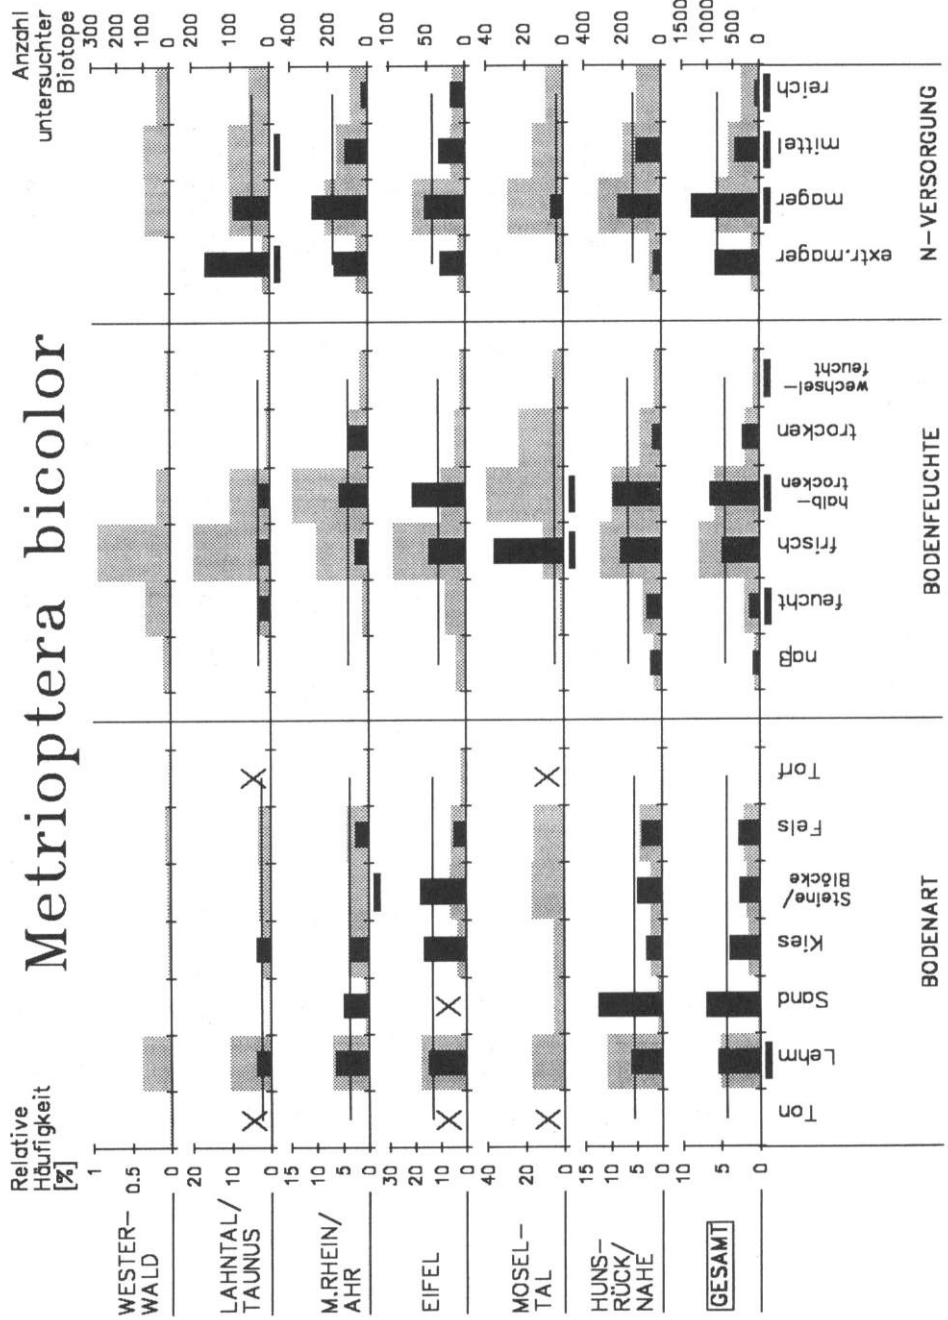 Metrioptera bicolor
Relative
Häufigkeit
[%]
Anzahl
untersuchter
Biotope
WESTER-
WALD
1
0.5
0
300
200
100
0
LAHNTAL/
TAUNUS
20
10
0
200
100
0
M.RHEIN/
AHR
15
10
5
0
400
200
0
EIFEL
30
20
10
0
100
50
0
MOSEL-
TAL
40
20
0
40
20
0
HUNS-
RÜCK/
NAHE
15
10
5
0
400
200
0
GESAMT
10
5
0
1500
1000
500
0
Ton
Lehm
Sand
Kies
Steine/
Blöcke
Fels
Torf
naß
feucht
frisch
halb-
trocken
trocken
wechsel-
feucht
extr.mager
mager
mittel
reich
BODENART
BODENFEUCHTE
N-VERSORGUNG